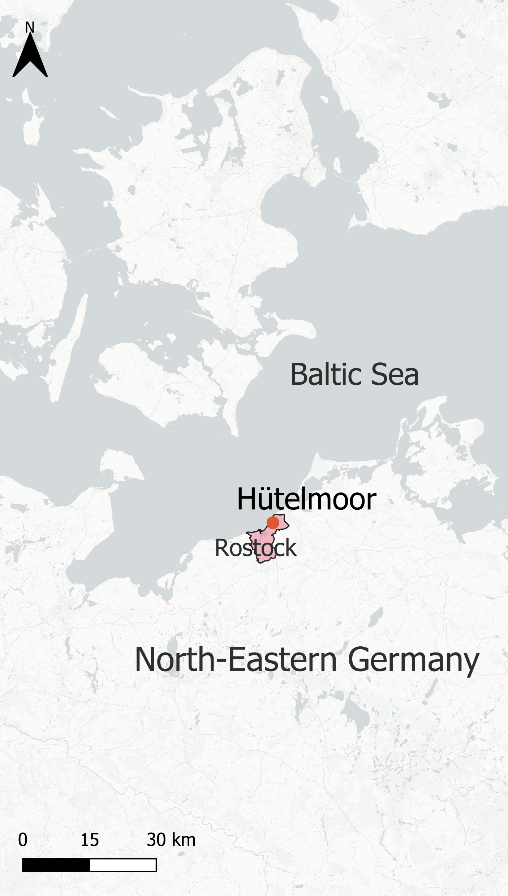 N
Baltic Sea
Hütelmoor
Rostock
North-Eastern Germany
0 15 30 km